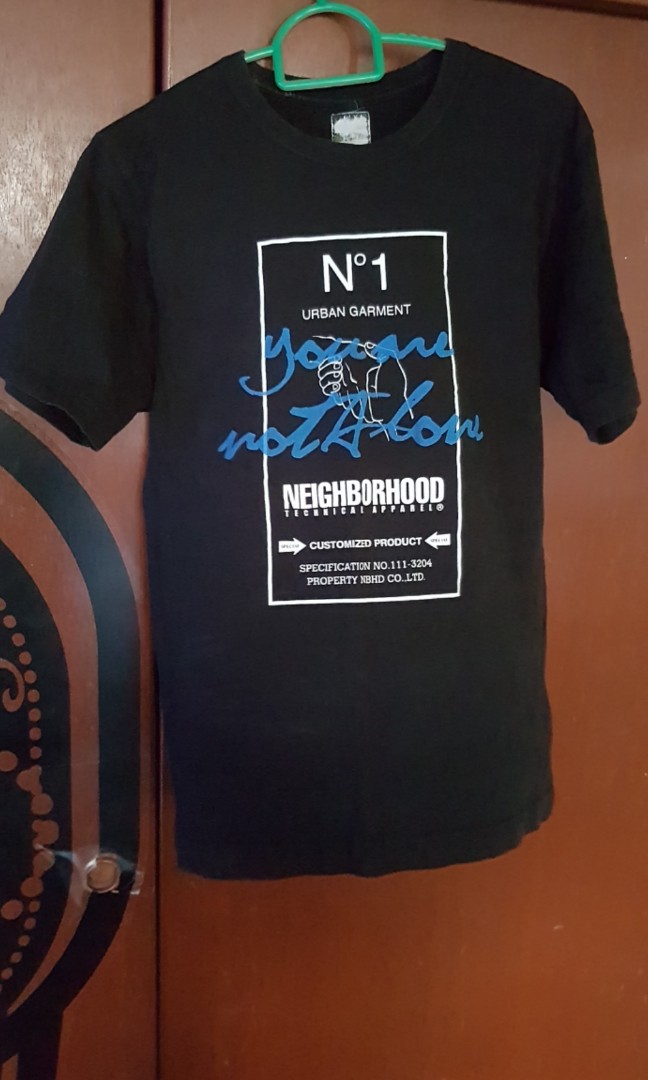 N°1
URBAN GARMENT
you are
not Alone
NEIGHBORHOOD
TECHNICAL APPAREL®
CUSTOMIZED PRODUCT
SPECIFICATION NO.111-3204
PROPERTY NBHD CO.,LTD.